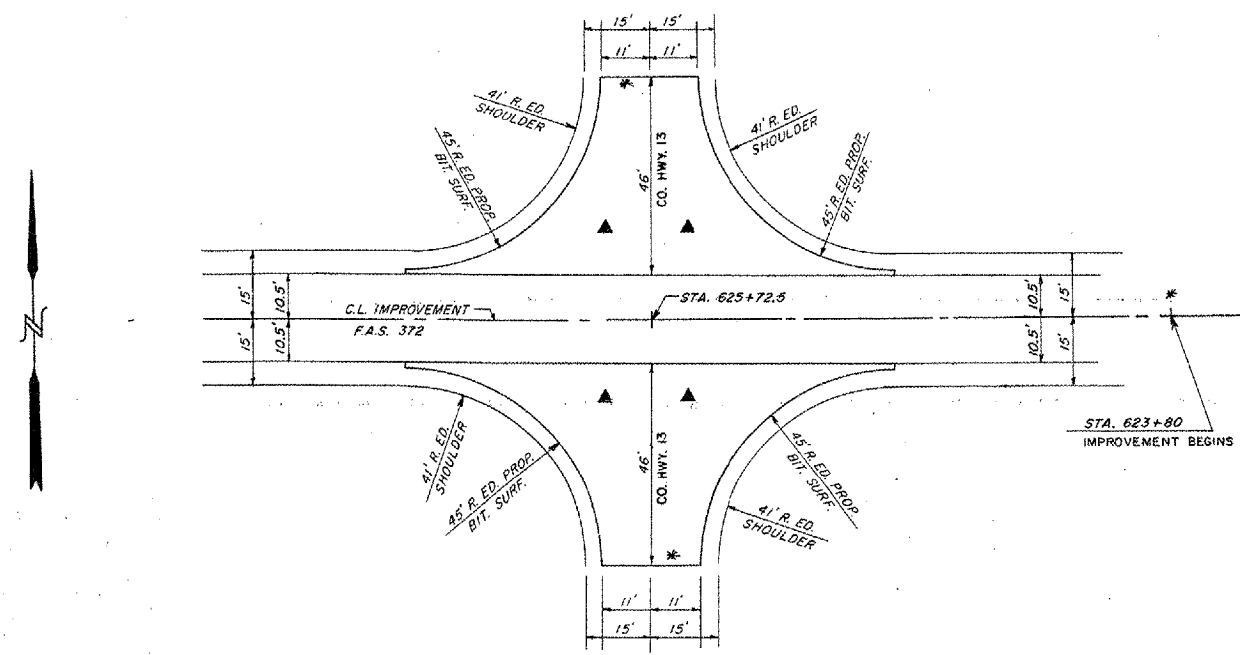 15' 15'
11' 11'
41' R. ED.
SHOULDER
41' R. ED.
SHOULDER
45' R. ED. PROP.
BIT. SURF.
46'
CO. HWY. 13
45' R. ED. PROP.
BIT. SURF.
15'
10.5'
10.5'
15'
N
C.L. IMPROVEMENT
F.A.S. 372
STA. 625+72.5
10.5'
15'
10.5'
15'
STA. 623+80
IMPROVEMENT BEGINS
41' R. ED.
SHOULDER
45' R. ED. PROP.
BIT. SURF.
46'
CO. HWY. 13
45' R. ED. PROP.
BIT. SURF.
41' R. ED.
SHOULDER
11' 11'
15' 15'